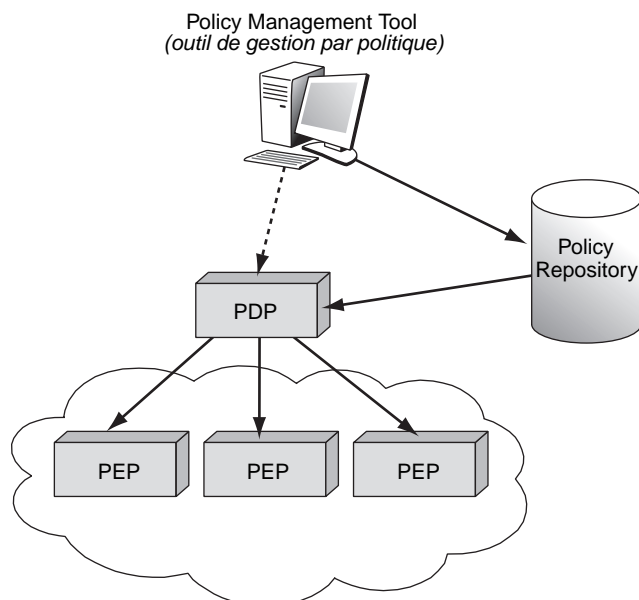 Policy Management Tool
(outil de gestion par politique)
Policy
Repository
PDP
PEP
PEP
PEP